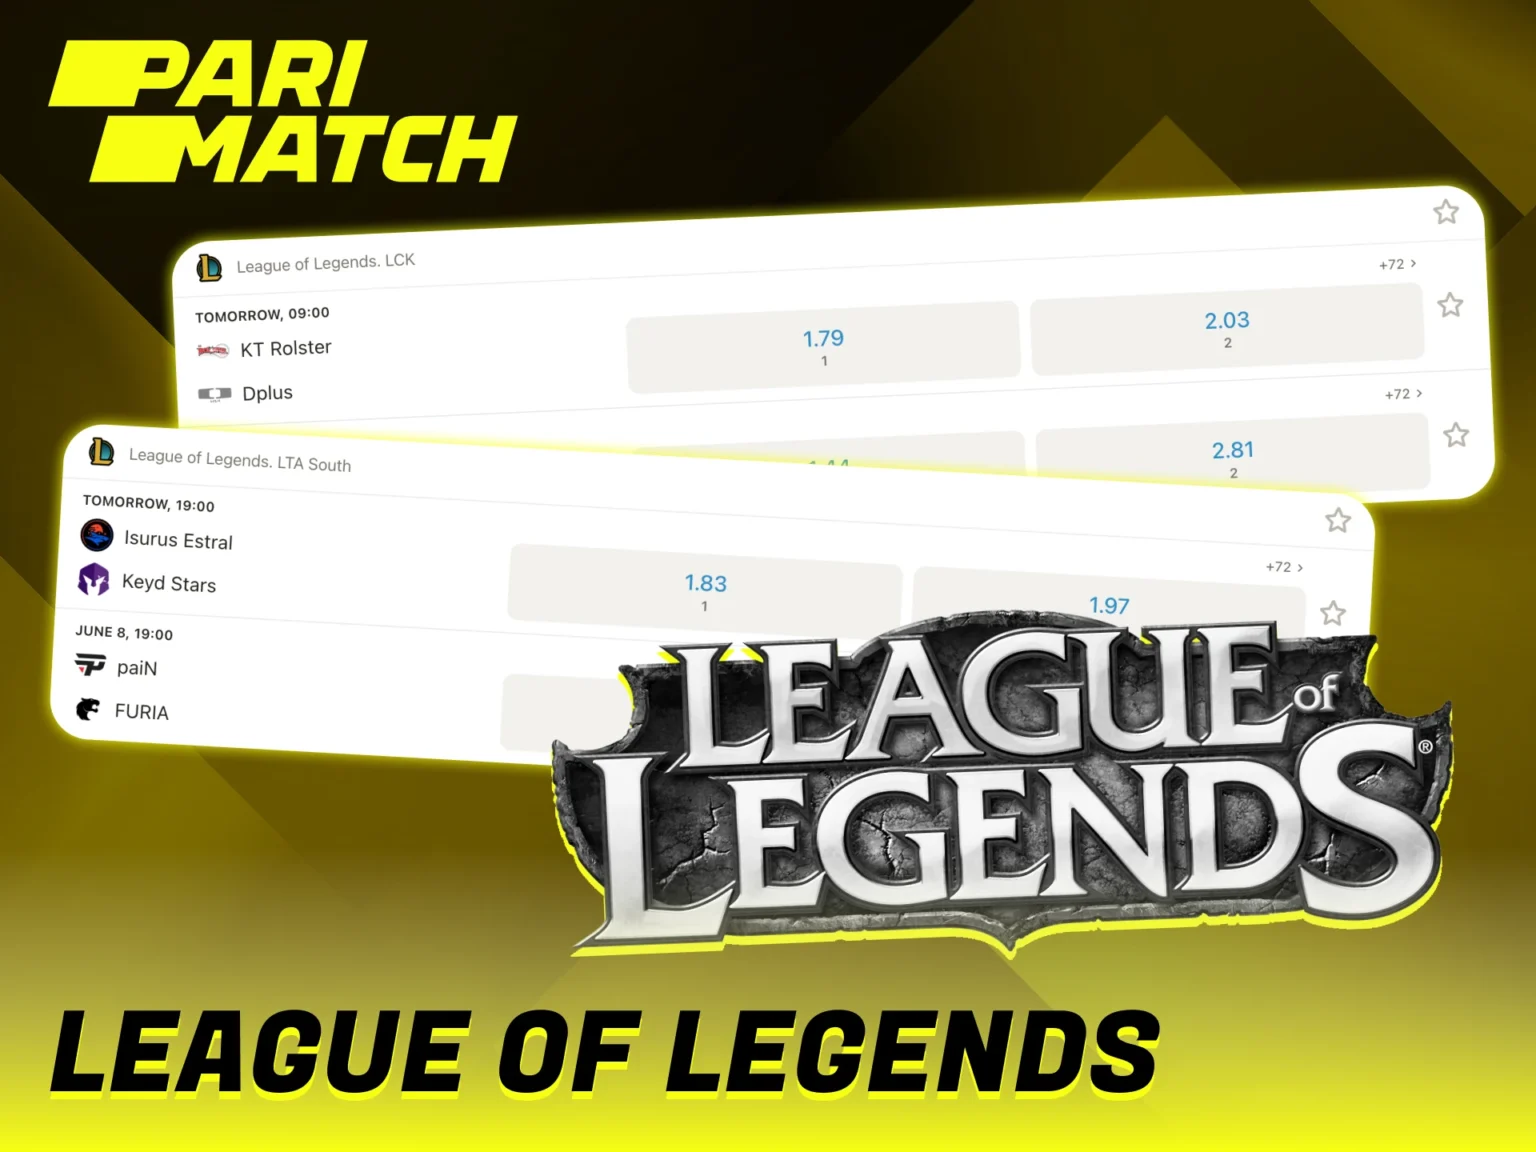 PARI
MATCH
League of Legends. LCK
+72 >
TOMORROW, 09:00
KT Rolster
1.79
1
2.03
2
Dplus
+72 >
2.81
2
League of Legends. LTA South
TOMORROW, 19:00
+72 >
Isurus Estral
Keyd Stars
1.83
1
1.97
JUNE 8, 19:00
paiN
FURIA
LEAGUE of
LEGENDS®
LEAGUE OF LEGENDS